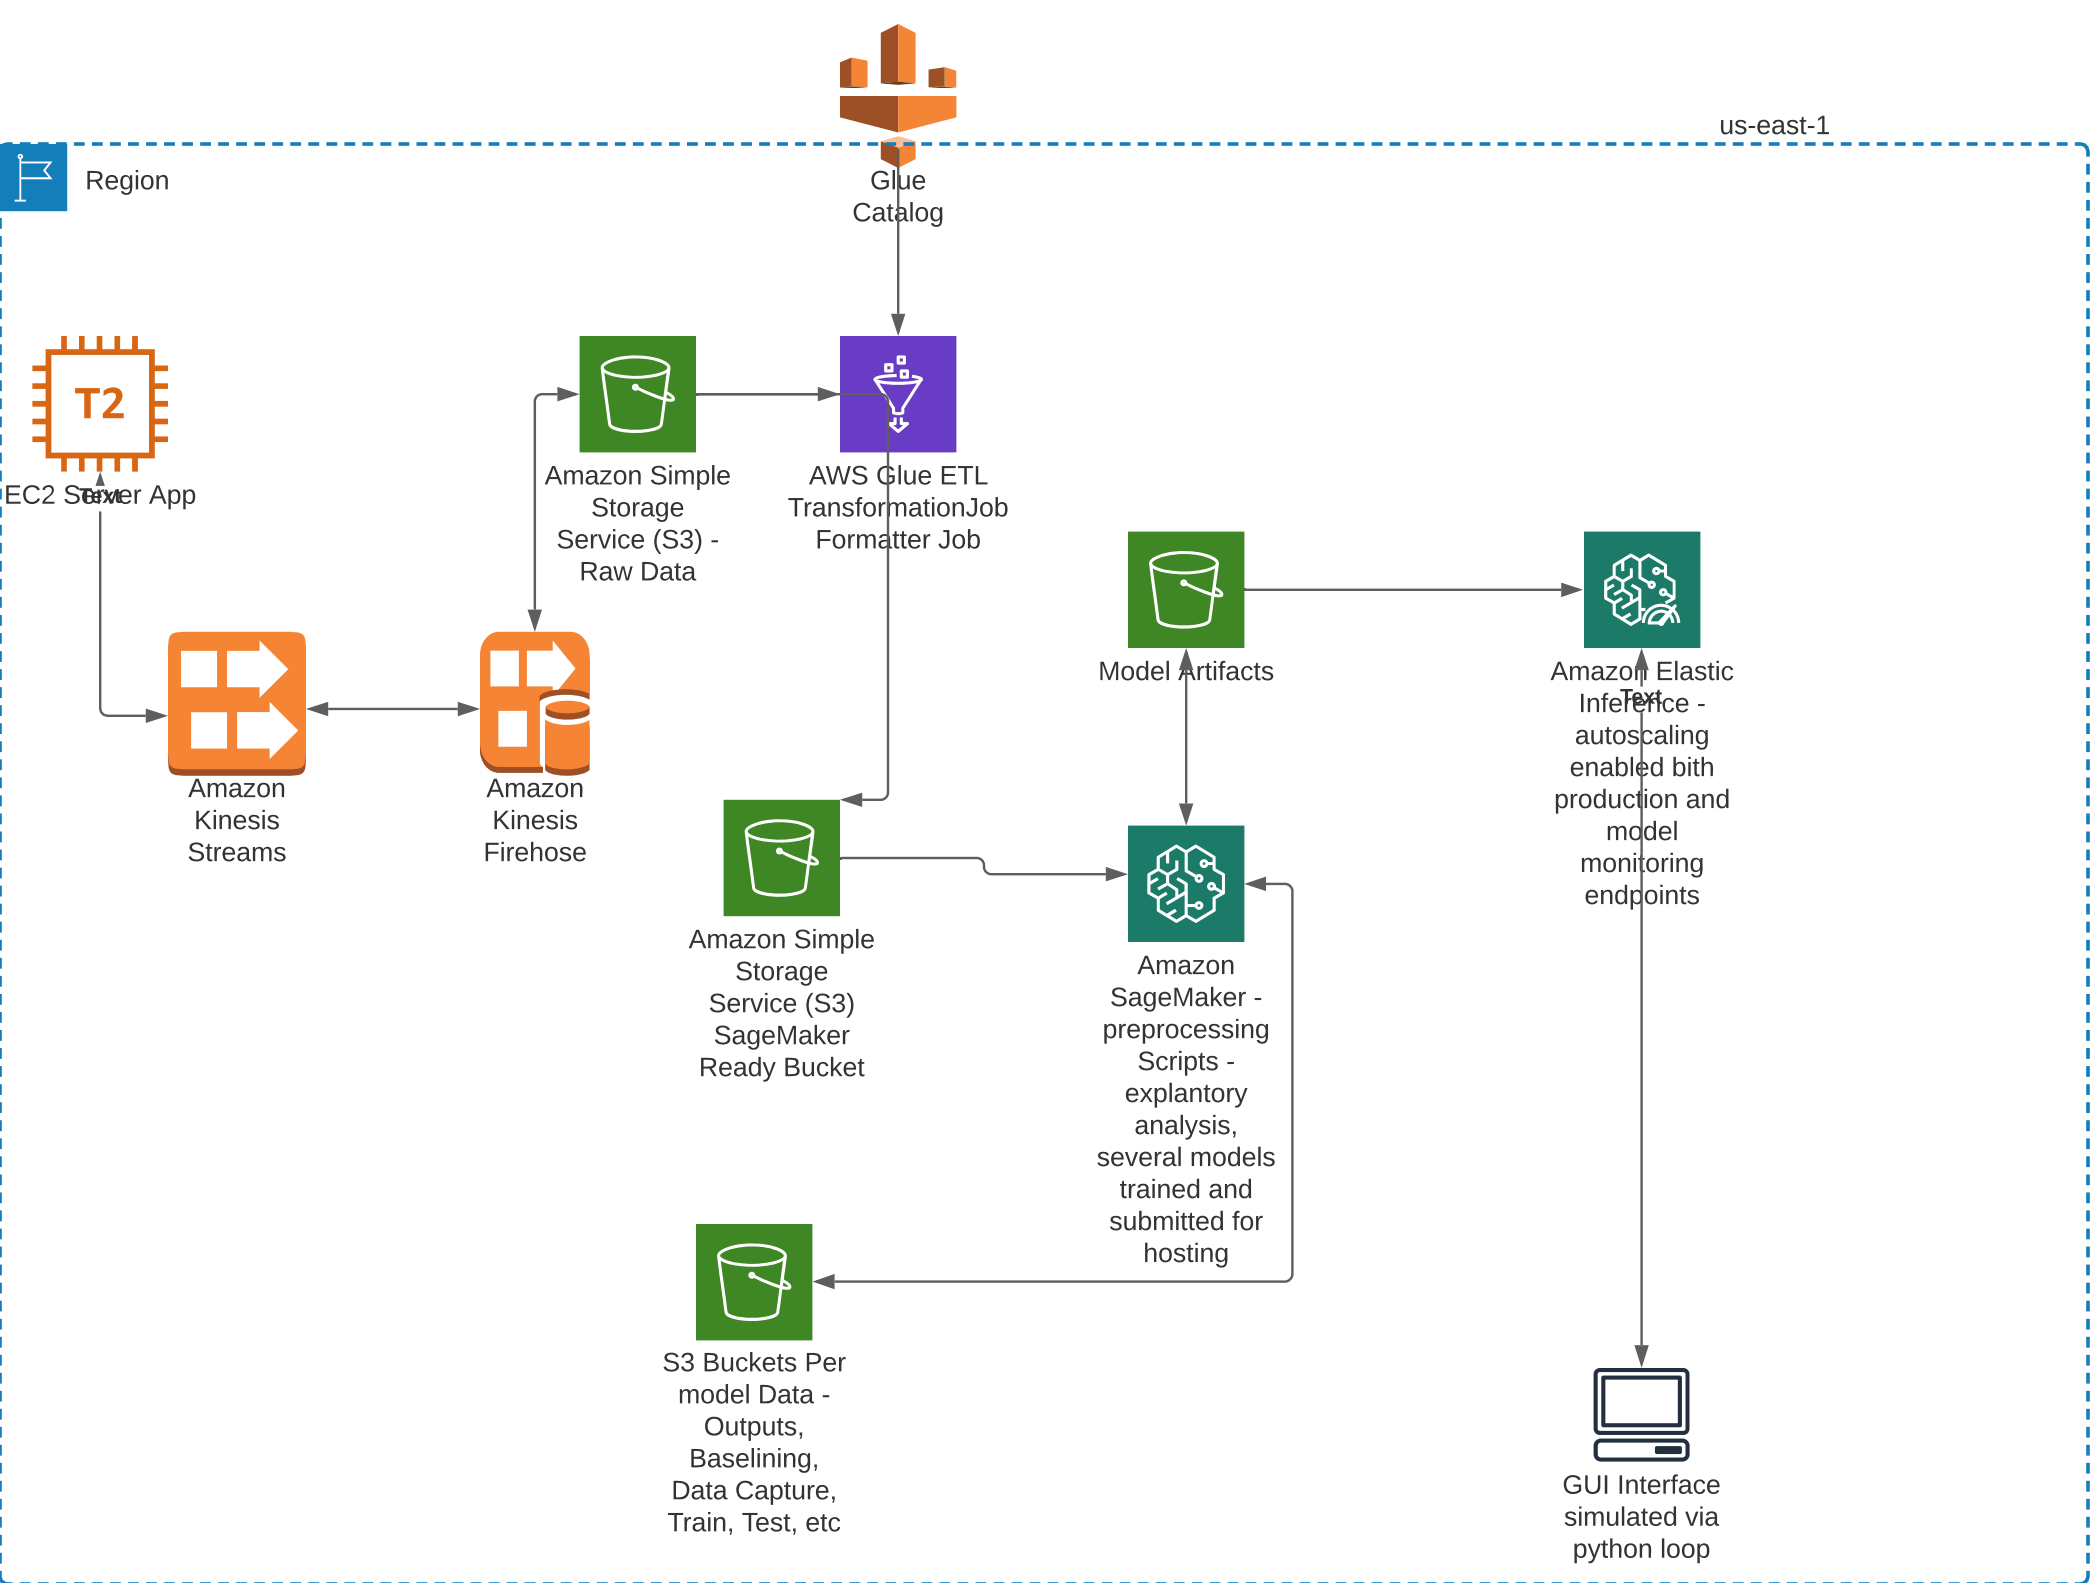 us-east-1
Region
Glue
Catalog
T2
EC2 Server App
Text
Amazon Simple
Storage
Service (S3) -
Raw Data
AWS Glue ETL
TransformationJob
Formatter Job
Model Artifacts
Amazon Elastic
Inference -
autoscaling
enabled bith
production and
model
monitoring
endpoints
Text
Amazon
Kinesis
Streams
Amazon
Kinesis
Firehose
Amazon Simple
Storage
Service (S3)
SageMaker
Ready Bucket
Amazon
SageMaker -
preprocessing
Scripts -
explantory
analysis,
several models
trained and
submitted for
hosting
S3 Buckets Per
model Data -
Outputs,
Baselining,
Data Capture,
Train, Test, etc
GUI Interface
simulated via
python loop